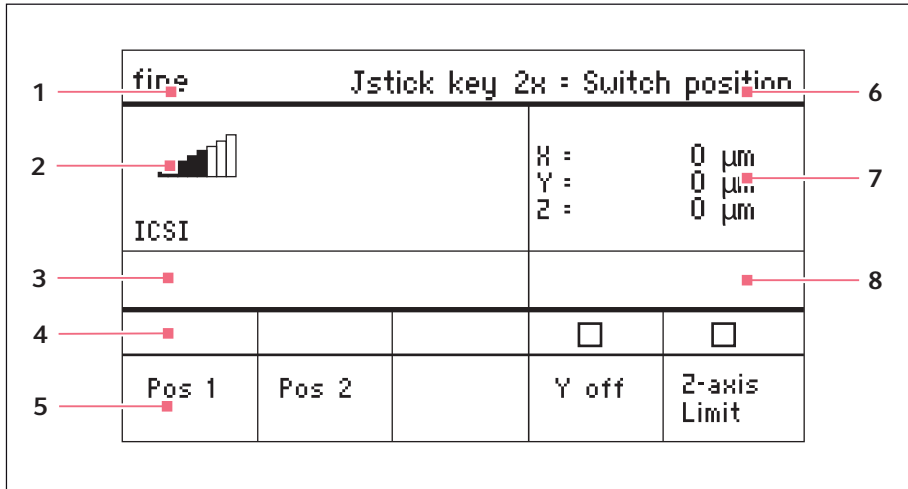 fine Jstick key 2x = Switch position
1
6
2
X = 0 µm
Y = 0 µm
Z = 0 µm
7
ICSI
3
8
4
5
Pos 1 Pos 2 Y off Z-axis
Limit